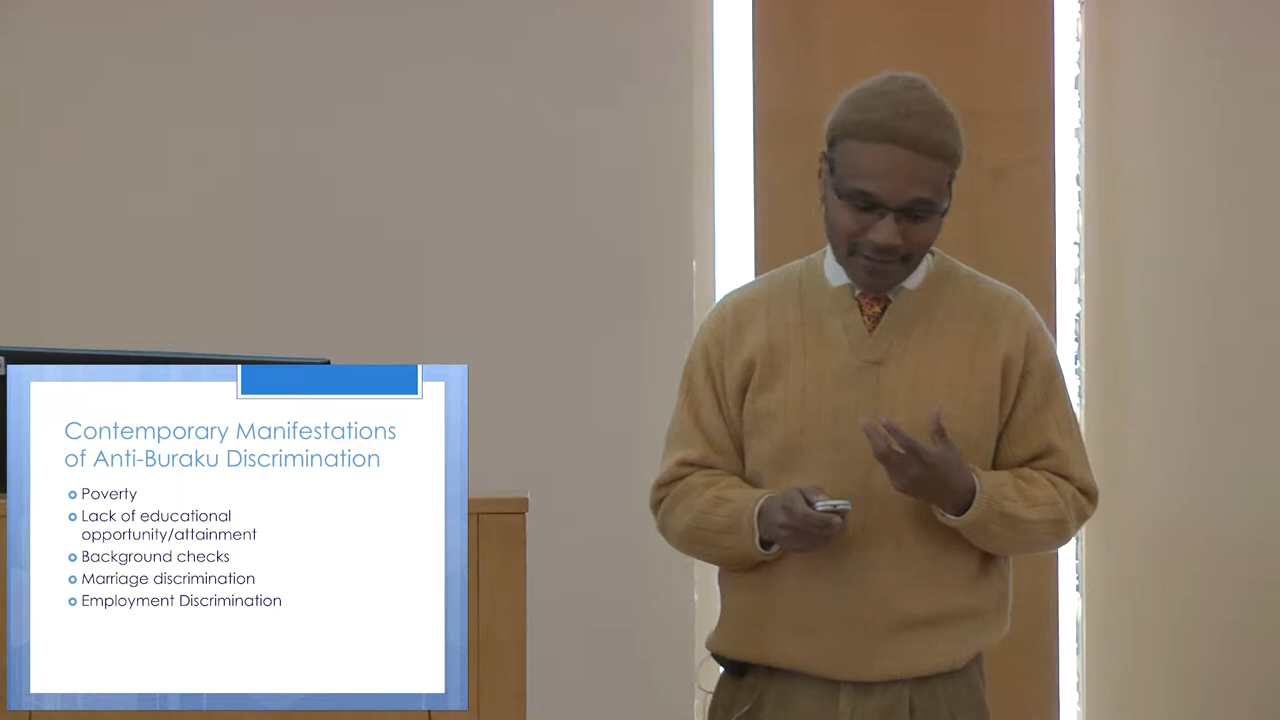 Contemporary Manifestations
of Anti-Buraku Discrimination
Poverty
Lack of educational
opportunity/attainment
Background checks
Marriage discrimination
Employment Discrimination